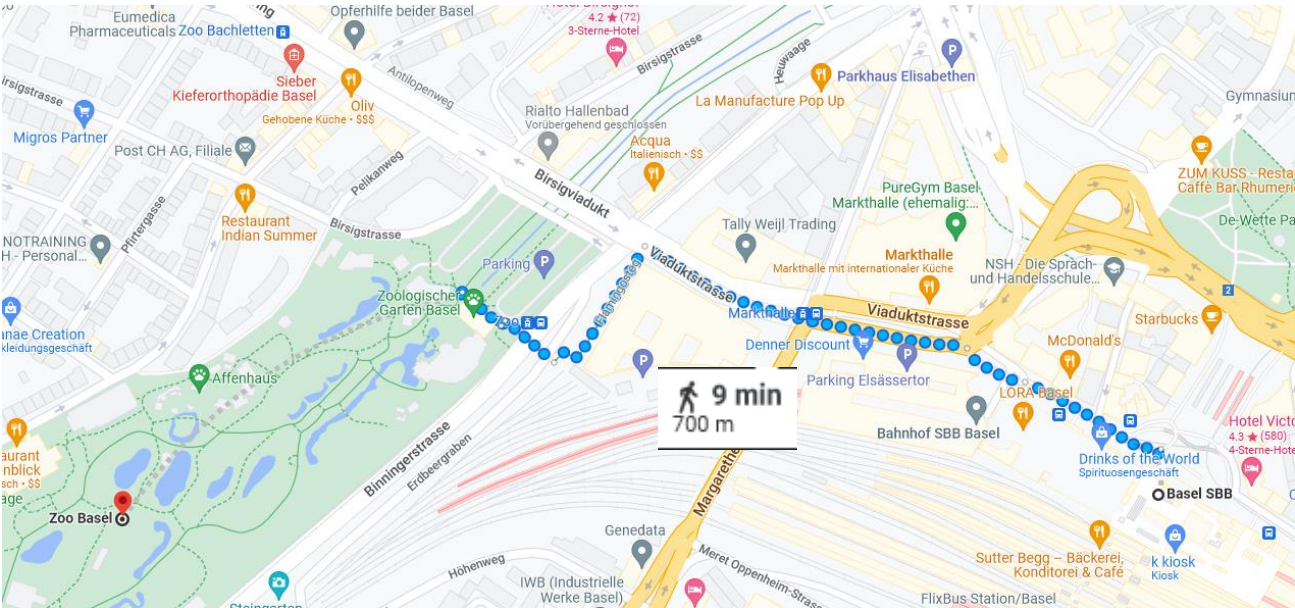 Eumedica
Pharmaceuticals
Zoo Bachletten
Opferhilfe beider Basel
4.2 ★ (72)
3-Sterne-Hotel
Birsigstrasse
Heuwaage
Parkhaus Elisabethen
Gymnasium
Sieber
Kieferorthopädie Basel
Antilopenweg
Oliv
Gehobene Küche • $$$
Migros Partner
Post CH AG, Filiale
Pelikanweg
Rialto Hallenbad
Vorübergehend geschlossen
La Manufacture Pop Up
Acqua
Italienisch • $$
Birsigviadukt
ZUM KUSS - Resta
Caffè Bar Rhumeri
PureGym Basel
Markthalle (ehemalig:...
De-Wette Pa
Restaurant
Indian Summer
Pfirtergasse
Birsigstrasse
NOTRAINING
H - Personal...
Tally Weijl Trading
Parking
Viaduktstrasse
Markthalle
Markthalle mit internationaler Küche
NSH - Die Sprach-
und Handelsschule...
2
Zoologischer
Garten Basel
Zoo
Markthalle
Viaduktstrasse
Starbucks
anae Creation
kleidungsgeschäft
Denner Discount
McDonald's
Affenhaus
Parking Elsässertor
LORA Basel
9 min
700 m
Bahnhof SBB Basel
Hotel Victo
4.3 ★ (580)
4-Sterne-Hote
Drinks of the World
Spirituosengeschäft
Binningerstrasse
Erdbeergraben
Margarethe
Basel SBB
Zoo Basel
Genedata
Höhenweg
Meret Oppenheim-Stras
Sutter Begg – Bäckerei,
Konditorei & Café
k kiosk
Kiosk
IWB (Industrielle
Werke Basel)
FlixBus Station/Basel